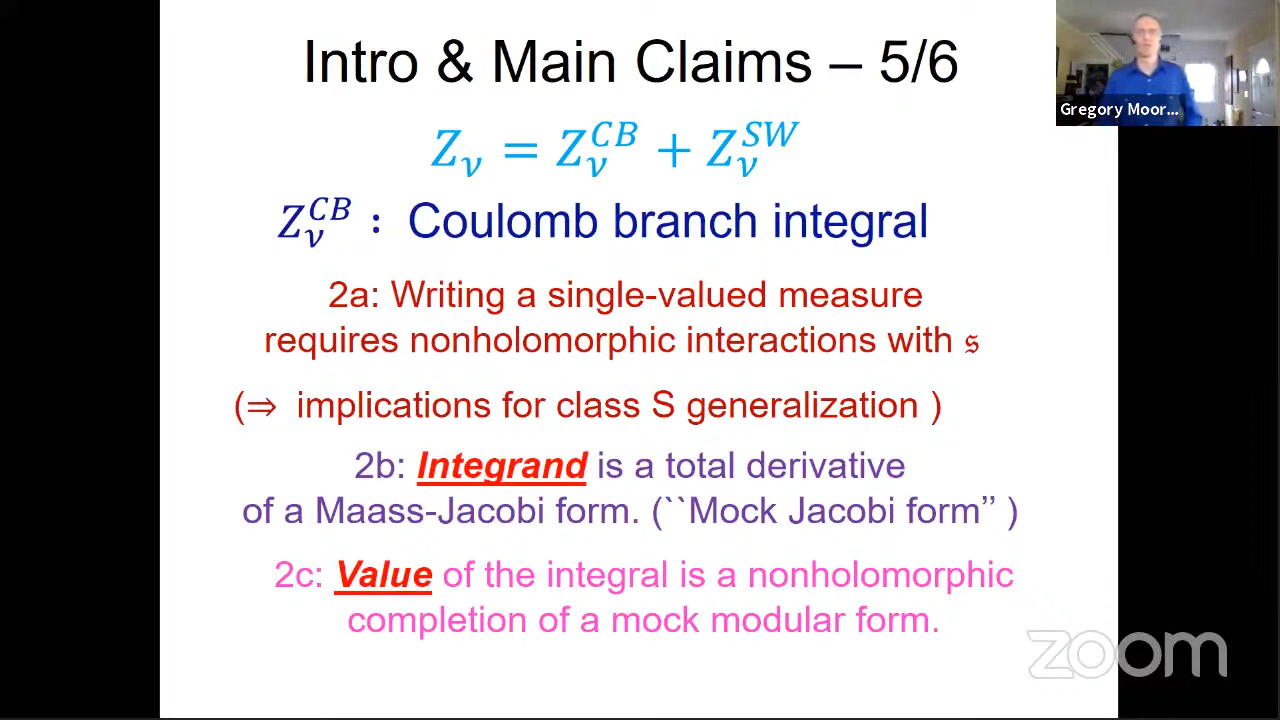 Intro & Main Claims – 5/6
Gregory Moor...
Z_ν = Z_ν^{CB} + Z_ν^{SW}
Z_ν^{CB} : Coulomb branch integral
2a: Writing a single-valued measure
requires nonholomorphic interactions with 𝔰
(⇒ implications for class S generalization )
2b: Integrand is a total derivative
of a Maass-Jacobi form. (``Mock Jacobi form’’ )
2c: Value of the integral is a nonholomorphic
completion of a mock modular form.
zoom